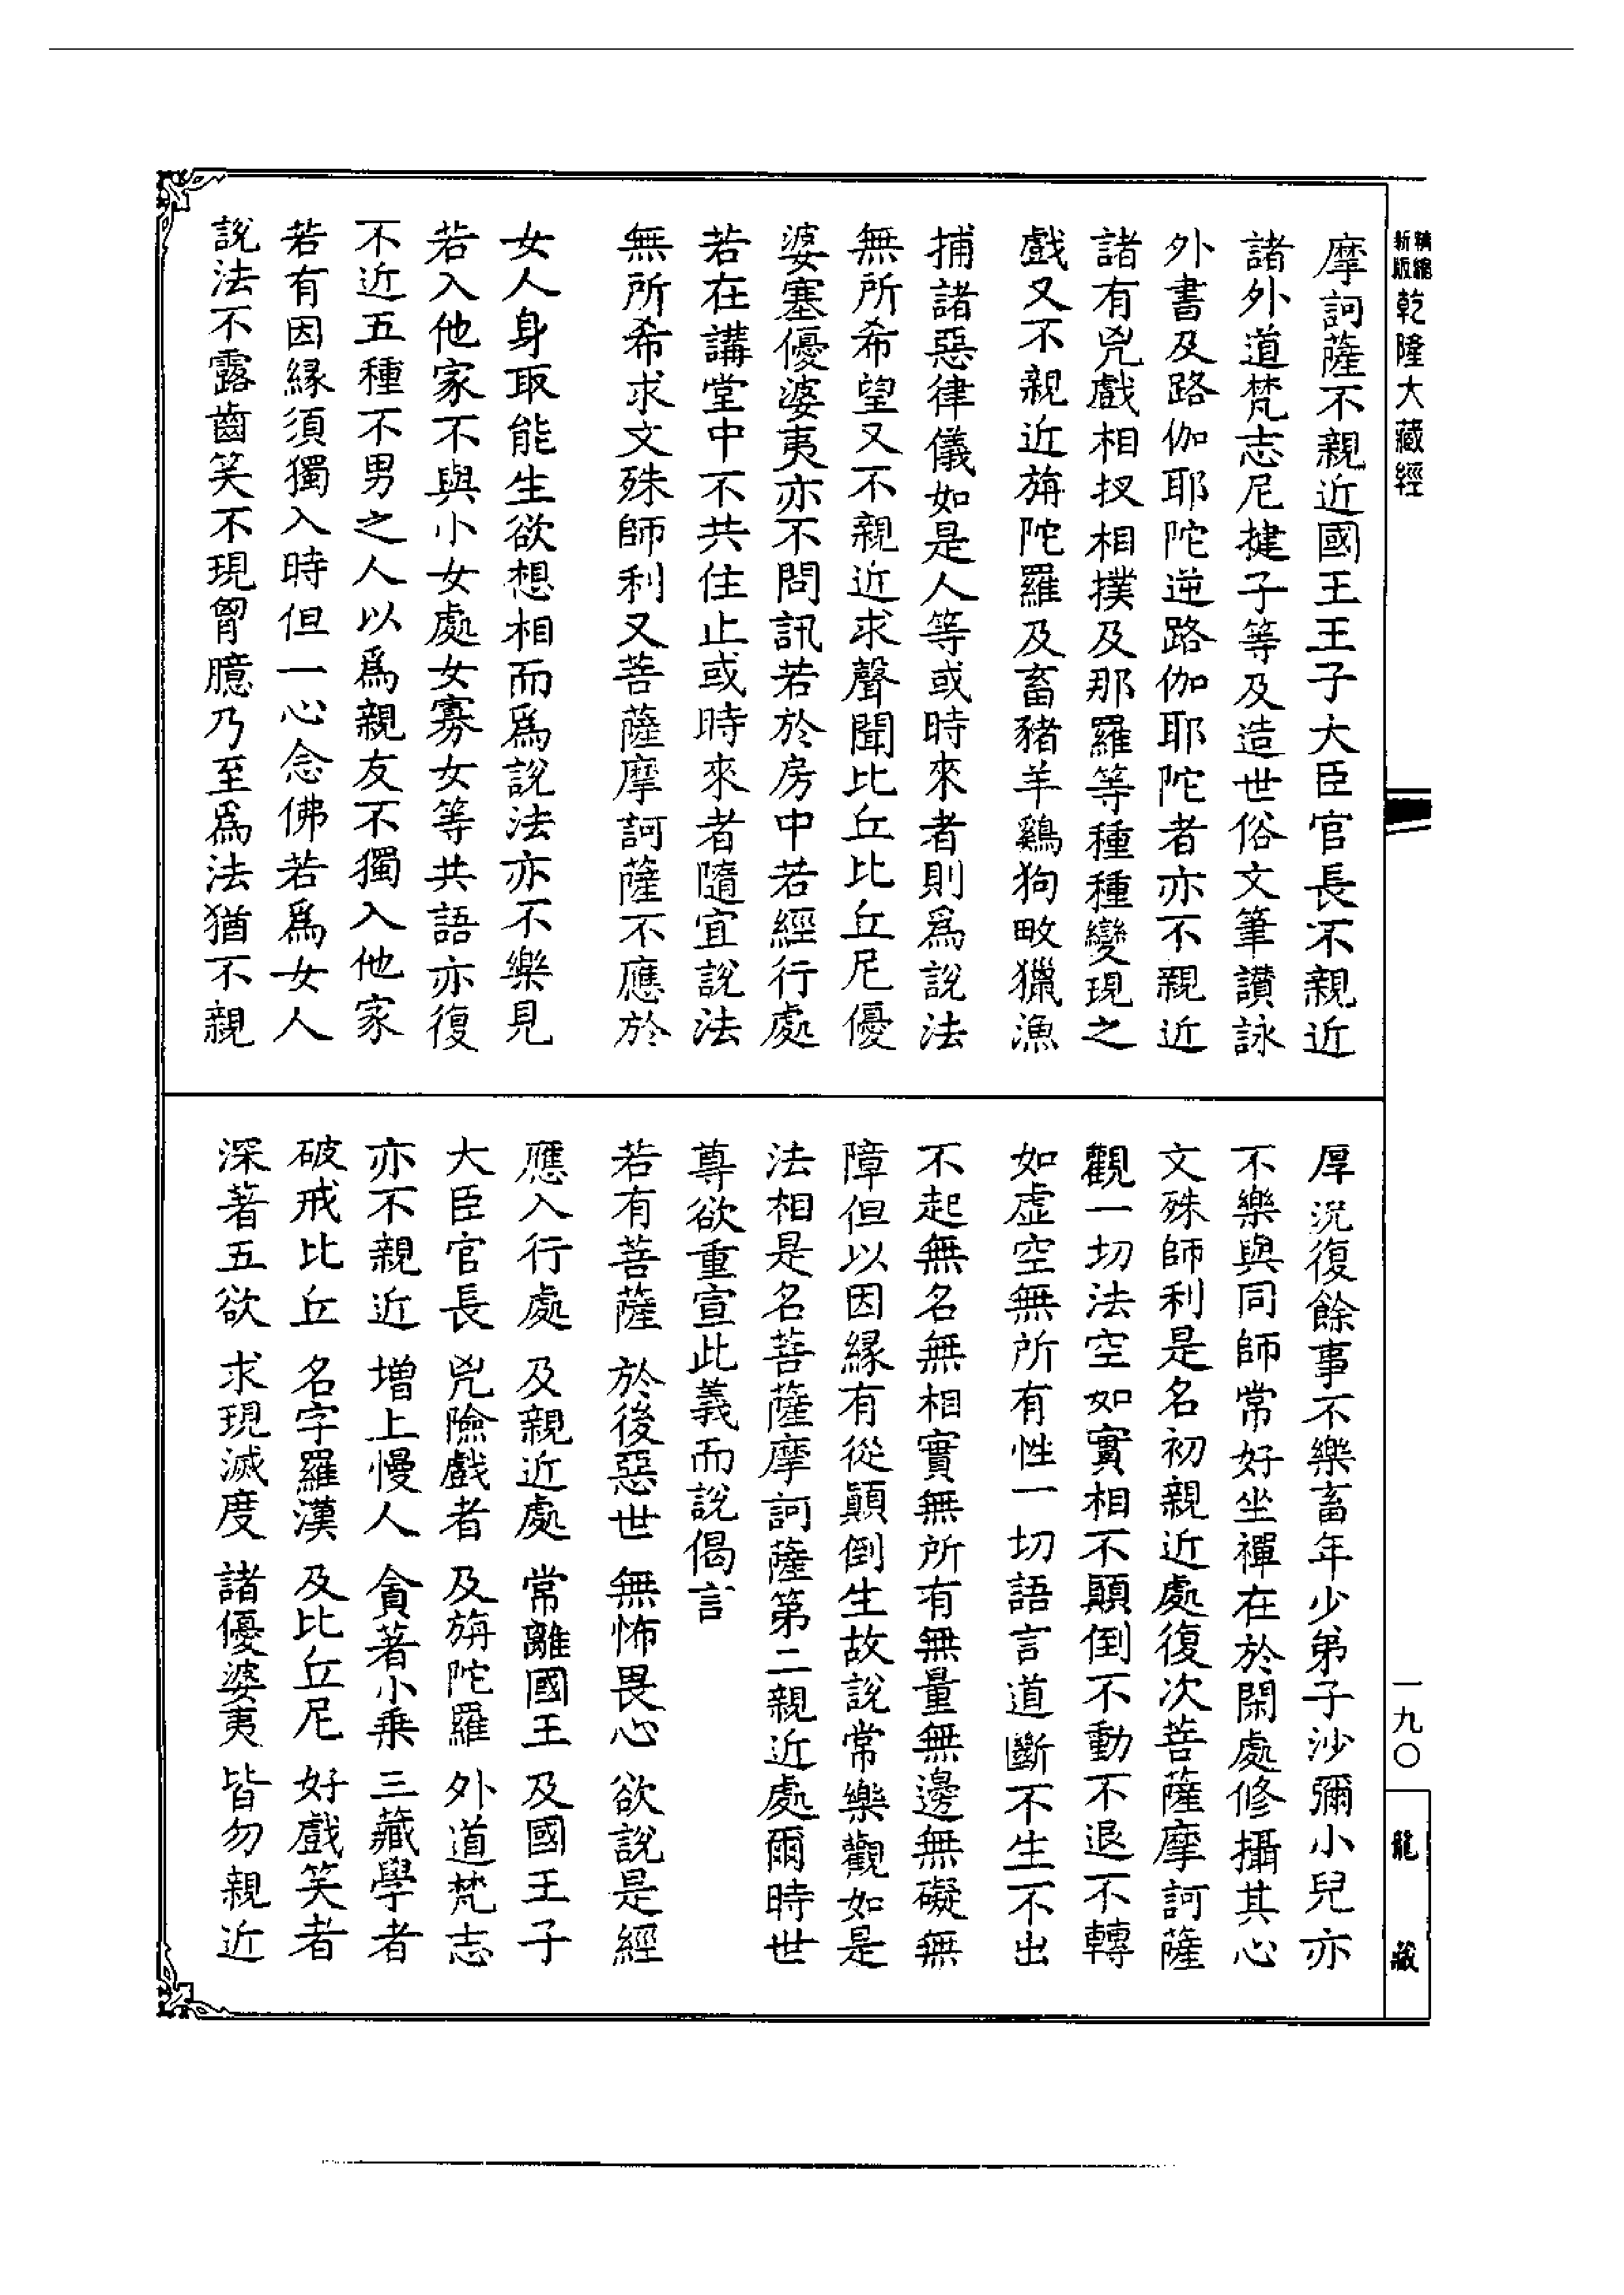 新版
精縮
乾隆大藏經
一九〇
龍藏
摩訶薩不親近國王王子大臣官長不親近
諸外道梵志尼揵子等及造世俗文筆讃詠
外書及路伽耶陀逆路伽耶陀者亦不親近
諸有兇戲相扠相撲及那羅等種種變現之
戲又不親近旃陀羅及畜豬羊鷄狗畋獵漁
捕諸惡律儀如是人等或時來者則爲說法
無所希望又不親近求聲聞比丘比丘尼優
婆塞優婆夷亦不問訊若於房中若經行處
若在講堂中不共住止或時來者隨宜說法
無所希求文殊師利又菩薩摩訶薩不應於
女人身取能生欲想相而爲說法亦不樂見
若入他家不與小女處女寡女等共語亦復
不近五種不男之人以爲親友不獨入他家
若有因緣須獨入時但一心念佛若爲女人
說法不露齒笑不現胷臆乃至爲法猶不親
厚況復餘事不樂畜年少弟子沙彌小兒亦
不樂與同師常好坐禪在於閑處修攝其心
文殊師利是名初親近處復次菩薩摩訶薩
觀一切法空如實相不顛倒不動不退不轉
如虛空無所有性一切語言道斷不生不出
不起無名無相實無所有無量無邊無礙無
障但以因緣有從顛倒生故說常樂觀如是
法相是名菩薩摩訶薩第二親近處爾時世
尊欲重宣此義而說偈言
若有菩薩 於後惡世 無怖畏心 欲說是經
應入行處 及親近處 常離國王 及國王子
大臣官長 兇險戲者 及旃陀羅 外道梵志
亦不親近 增上慢人 貪著小乘 三藏學者
破戒比丘 名字羅漢 及比丘尼 好戲笑者
深著五欲 求現滅度 諸優婆夷 皆勿親近